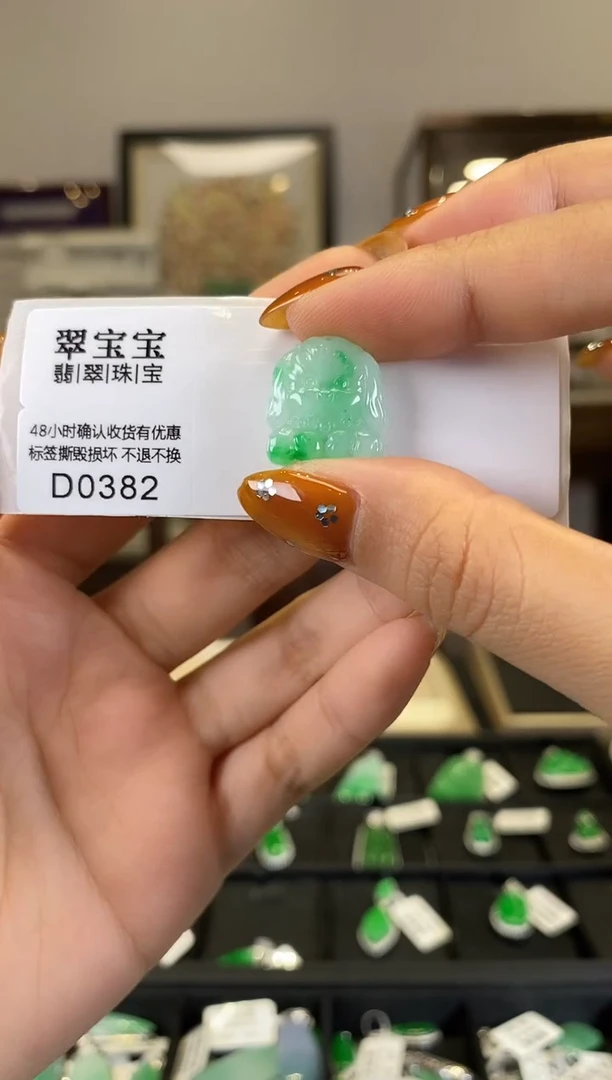 翠宝宝
翡|翠|珠|宝
48小时确认收货有优惠
标签撕毁损坏 不退不换
D0382